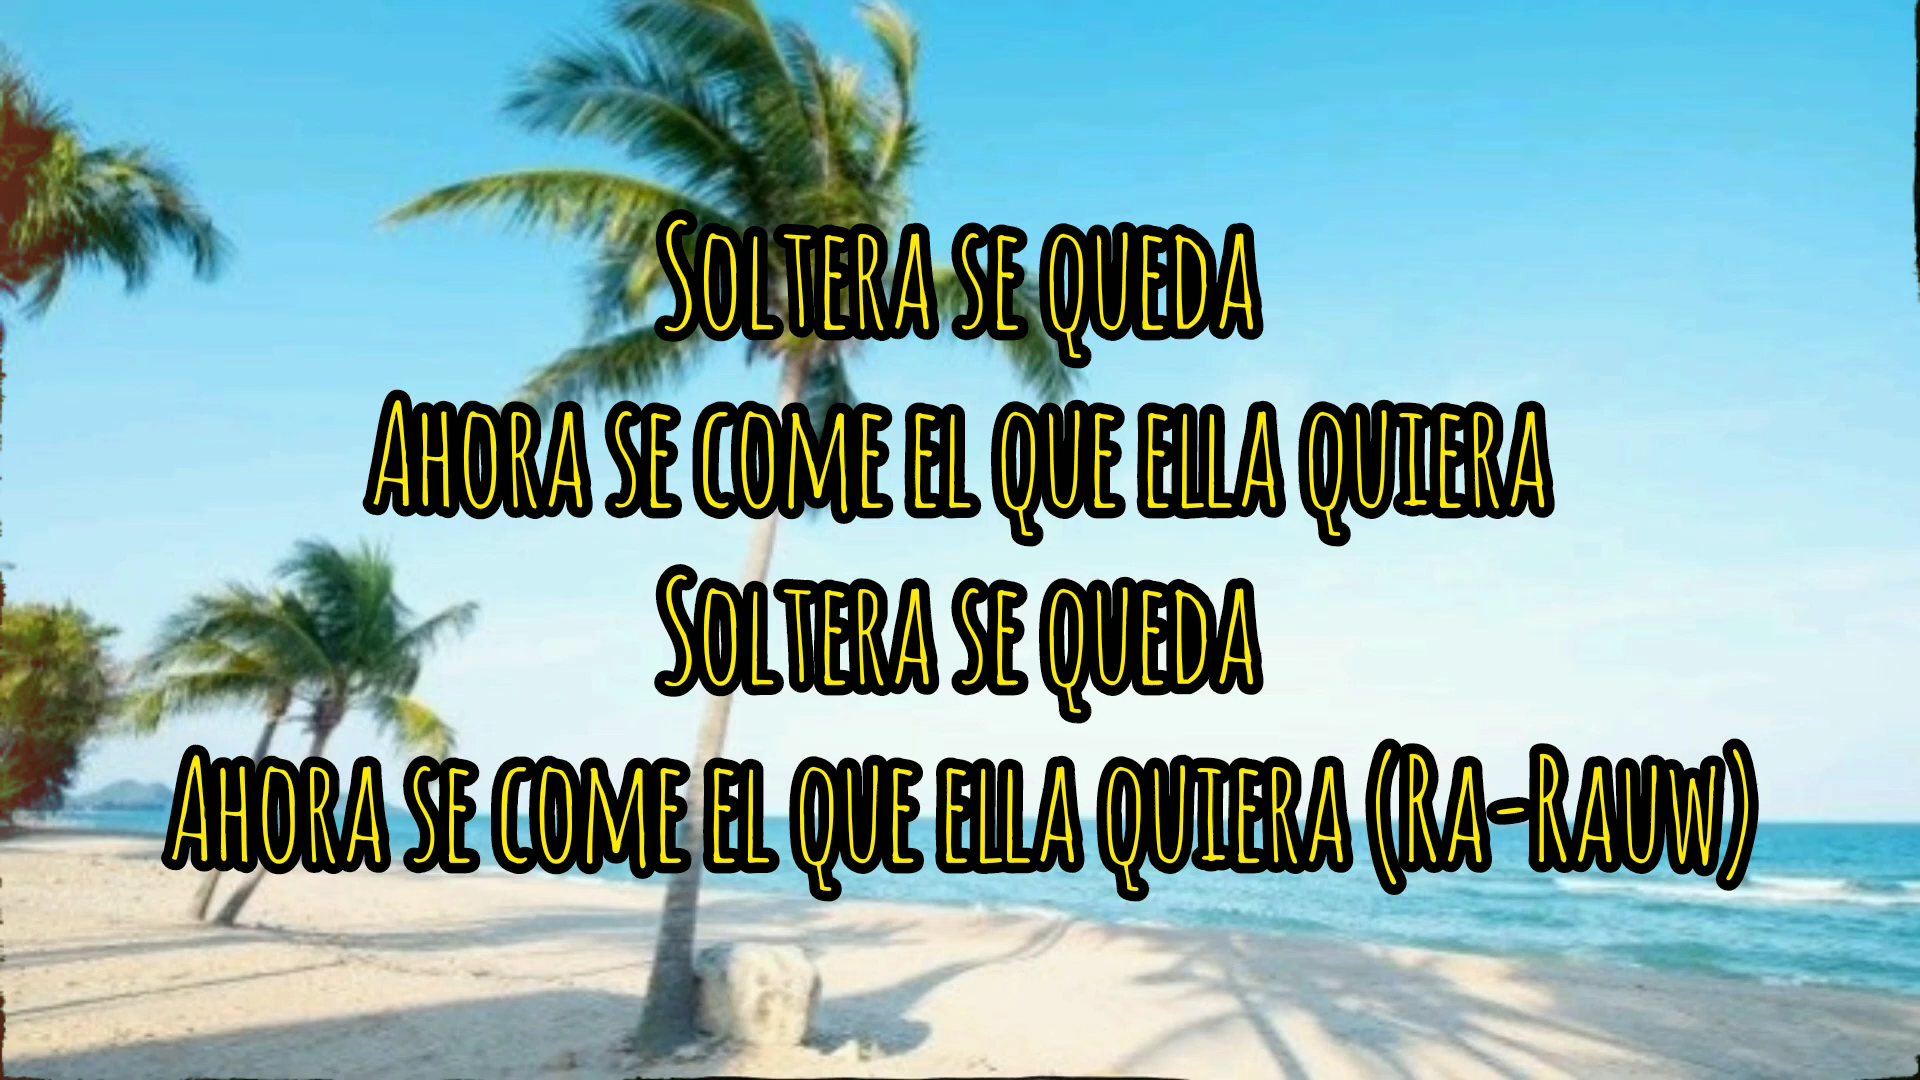 Soltera se queda
Ahora se come el que ella quiera
Soltera se queda
Ahora se come el que ella quiera (Ra-Rauw)